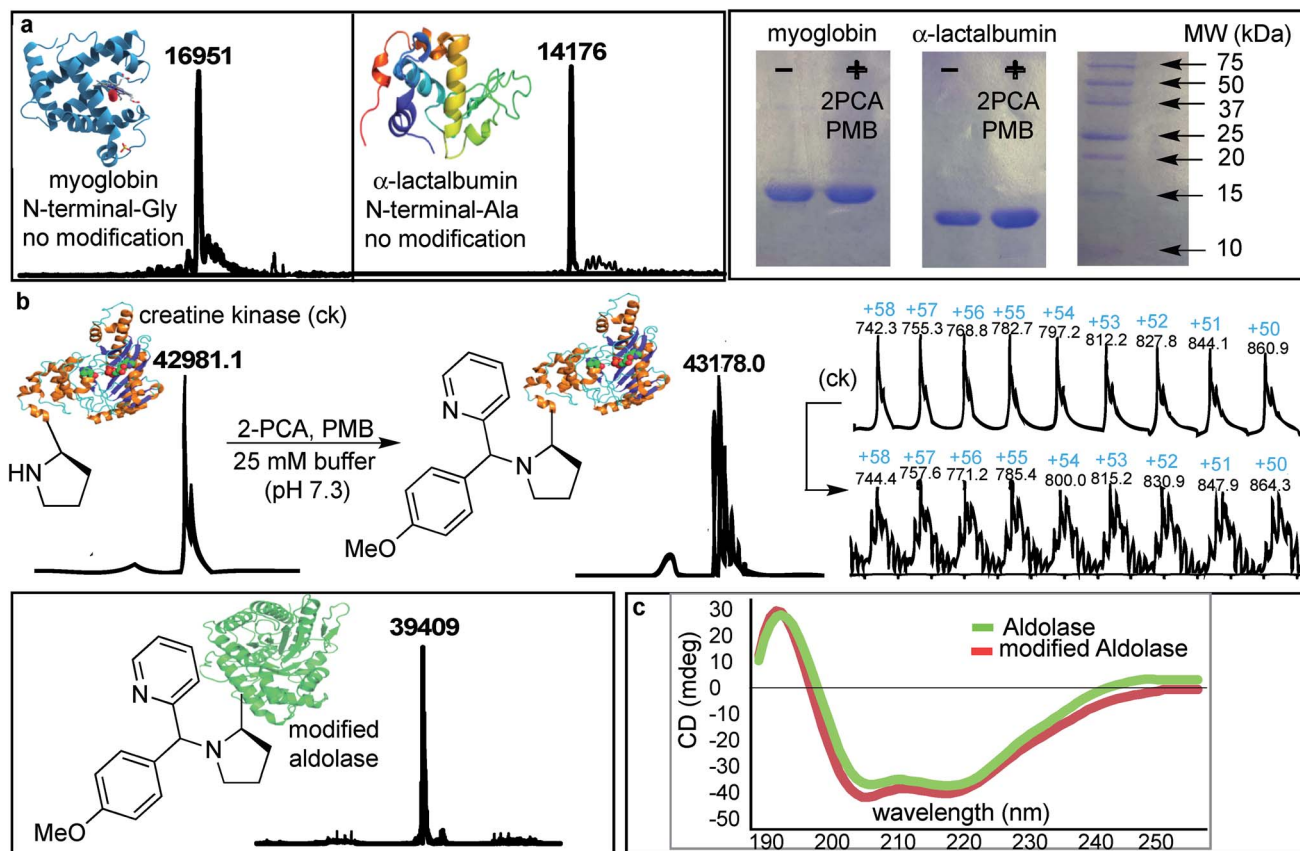 a
16951
myoglobin
N-terminal-Gly
no modification
14176
α-lactalbumin
N-terminal-Ala
no modification
myoglobin α-lactalbumin MW (kDa)
− + − +
2PCA 2PCA
PMB PMB
75
50
37
25
20
15
10
b
creatine kinase (ck)
42981.1
HN
2-PCA, PMB
25 mM buffer
(pH 7.3)
43178.0
N
N
MeO
+58 +57 +56 +55 +54 +53 +52 +51 +50
742.3 755.3 768.8 782.7 797.2 812.2 827.8 844.1 860.9
(ck)
+58 +57 +56 +55 +54 +53 +52 +51 +50
744.4 757.6 771.2 785.4 800.0 815.2 830.9 847.9 864.3
39409
N
N
MeO
modified
aldolase
c
CD (mdeg)
30
20
10
0
-10
-20
-30
-40
-50
Aldolase
modified Aldolase
wavelength (nm)
190 200 210 220 230 240 250